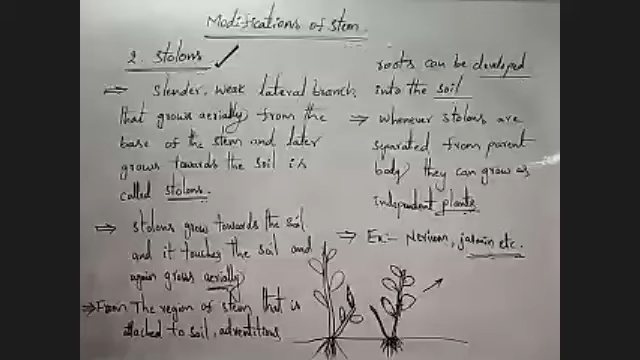 Modifications of stem.
2. Stolons
⇒ Slender, weak lateral branch
that grows aerially from the
base of the stem and later
grows towards the soil is
called stolons.
⇒ stolons grow towards the soil
and it touches the soil and
again grows aerially
⇒ From The region of stem that is
attached to soil, adventitious
roots can be developed
into the soil
⇒ whenever stolons are
separated from parent
body they can grow as
independent plants
⇒ Ex:- Nerium, jasmin etc.